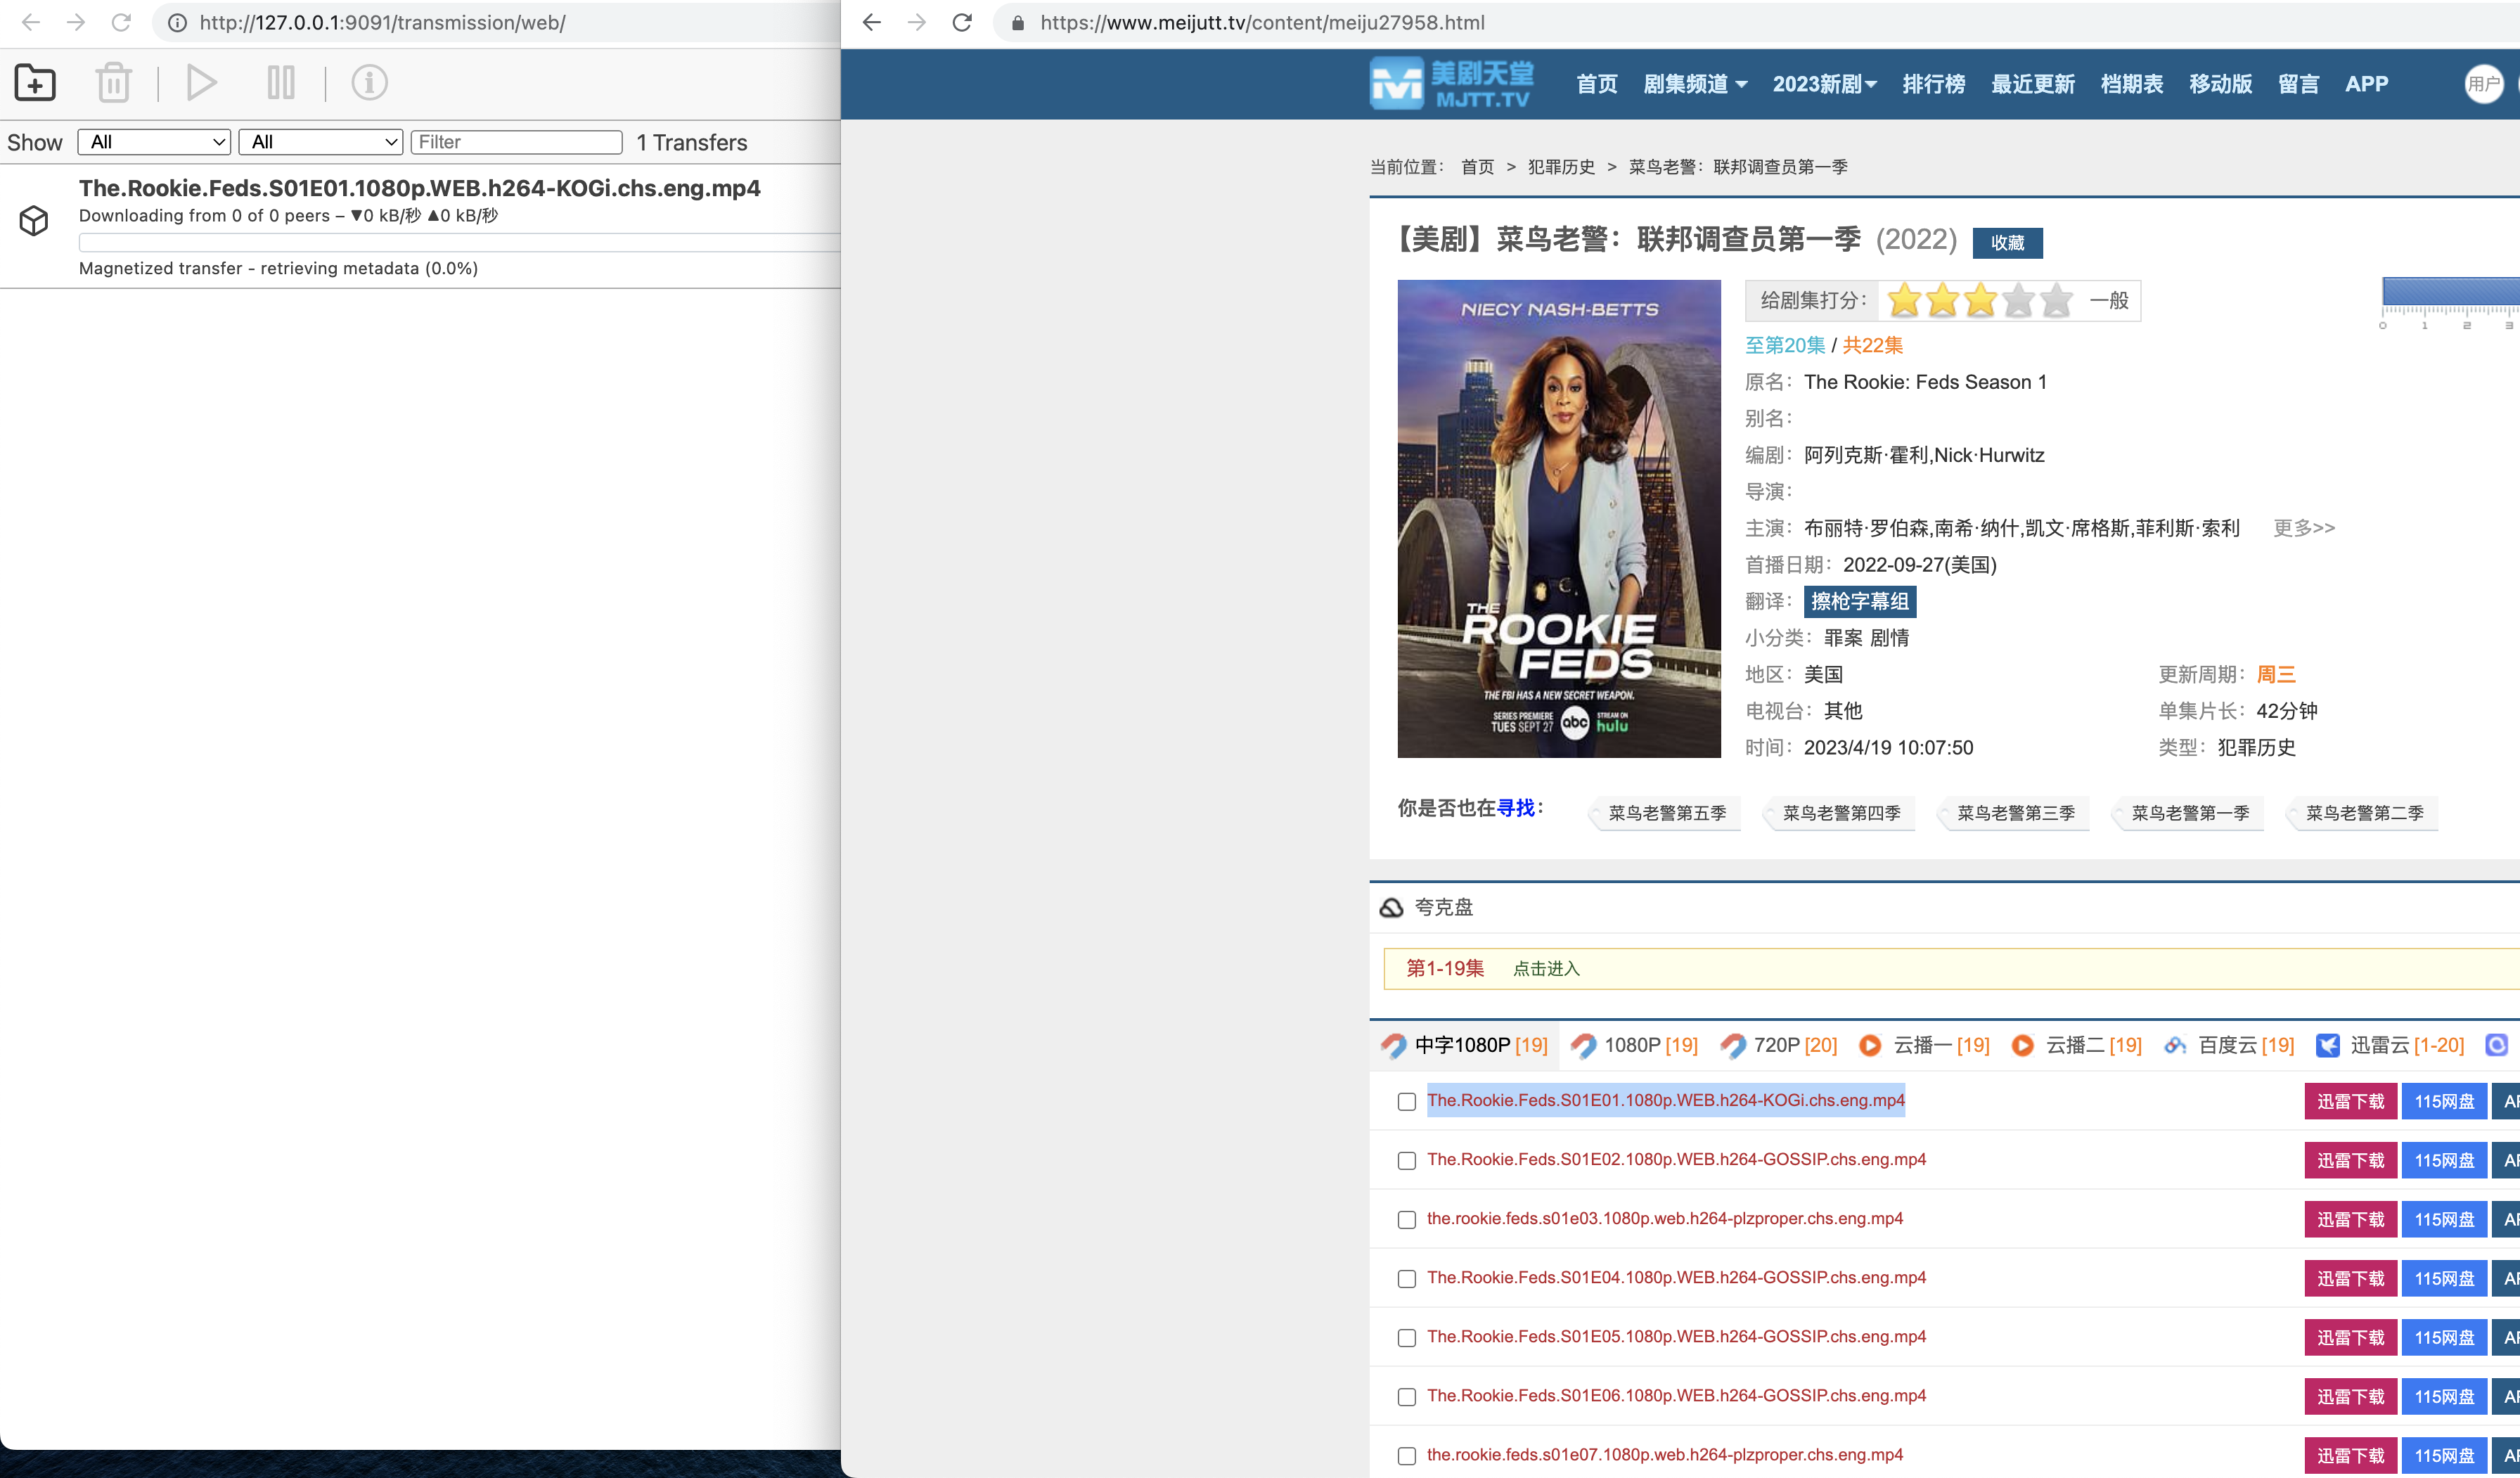 http://127.0.0.1:9091/transmission/web/
Show All All Filter 1 Transfers
The.Rookie.Feds.S01E01.1080p.WEB.h264-KOGi.chs.eng.mp4
Downloading from 0 of 0 peers – ▼0 kB/秒 ▲0 kB/秒
Magnetized transfer - retrieving metadata (0.0%)
https://www.meijutt.tv/content/meiju27958.html
美剧天堂
MJTT.TV
首页 剧集频道 2023新剧 排行榜 最近更新 档期表 移动版 留言 APP 用户
当前位置： 首页 > 犯罪历史 > 菜鸟老警：联邦调查员第一季
【美剧】菜鸟老警：联邦调查员第一季 (2022) 收藏
NIECY NASH-BETTS
THE
ROOKIE
FEDS
THE FBI HAS A NEW SECRET WEAPON.
SERIES PREMIERE
TUES SEPT 27
abc
STREAM ON
hulu
给剧集打分： 一般
0 1 2 3
至第20集 / 共22集
原名：The Rookie: Feds Season 1
别名：
编剧：阿列克斯·霍利,Nick·Hurwitz
导演：
主演：布丽特·罗伯森,南希·纳什,凯文·席格斯,菲利斯·索利 更多>>
首播日期：2022-09-27(美国)
翻译：擦枪字幕组
小分类：罪案 剧情
地区：美国 更新周期：周三
电视台：其他 单集片长：42分钟
时间：2023/4/19 10:07:50 类型：犯罪历史
你是否也在寻找： 菜鸟老警第五季 菜鸟老警第四季 菜鸟老警第三季 菜鸟老警第一季 菜鸟老警第二季
夸克盘
第1-19集 点击进入
中字1080P [19] 1080P [19] 720P [20] 云播一 [19] 云播二 [19] 百度云 [19] 迅雷云 [1-20]
The.Rookie.Feds.S01E01.1080p.WEB.h264-KOGi.chs.eng.mp4 迅雷下载 115网盘
The.Rookie.Feds.S01E02.1080p.WEB.h264-GOSSIP.chs.eng.mp4 迅雷下载 115网盘
the.rookie.feds.s01e03.1080p.web.h264-plzproper.chs.eng.mp4 迅雷下载 115网盘
The.Rookie.Feds.S01E04.1080p.WEB.h264-GOSSIP.chs.eng.mp4 迅雷下载 115网盘
The.Rookie.Feds.S01E05.1080p.WEB.h264-GOSSIP.chs.eng.mp4 迅雷下载 115网盘
The.Rookie.Feds.S01E06.1080p.WEB.h264-GOSSIP.chs.eng.mp4 迅雷下载 115网盘
the.rookie.feds.s01e07.1080p.web.h264-plzproper.chs.eng.mp4 迅雷下载 115网盘